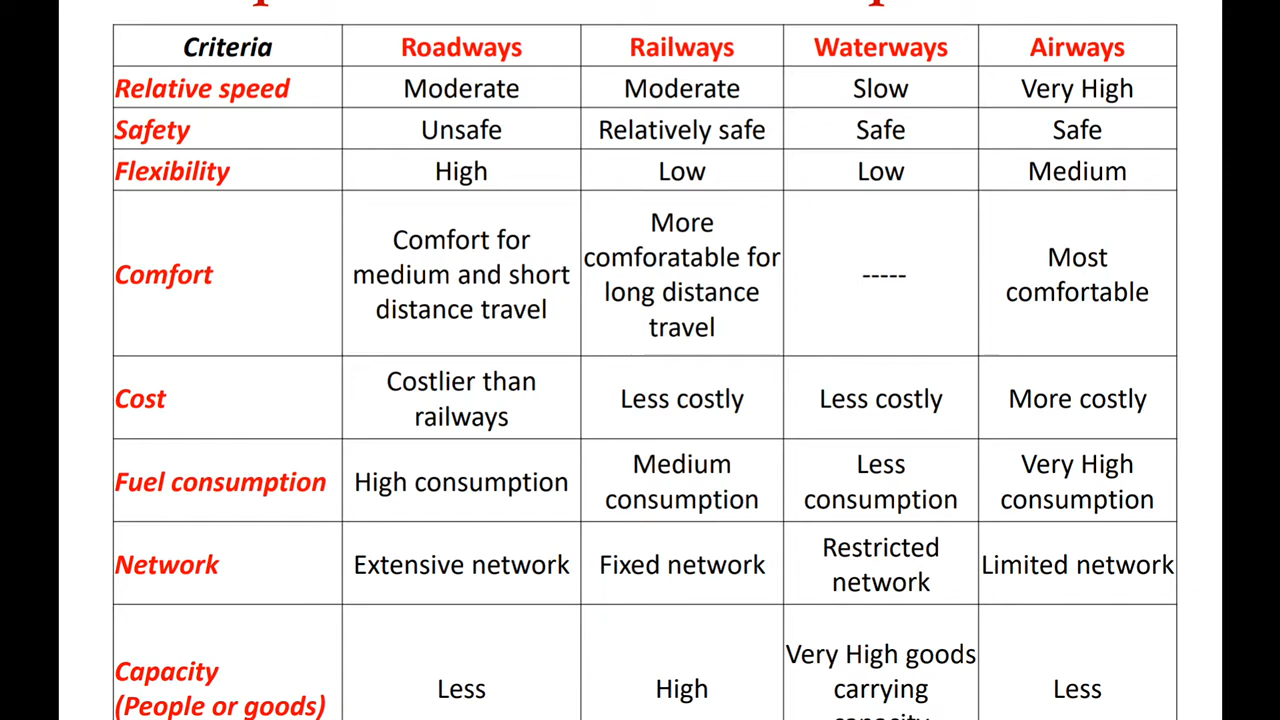 Criteria Roadways Railways Waterways Airways
Relative speed Moderate Moderate Slow Very High
Safety Unsafe Relatively safe Safe Safe
Flexibility High Low Low Medium
Comfort
Comfort for
medium and short
distance travel
More
comforatable for
long distance
travel
-----
Most
comfortable
Cost
Costlier than
railways
Less costly
Less costly
More costly
Fuel consumption
High consumption
Medium
consumption
Less
consumption
Very High
consumption
Network
Extensive network
Fixed network
Restricted
network
Limited network
Capacity
(People or goods)
Less
High
Very High goods
carrying
Less